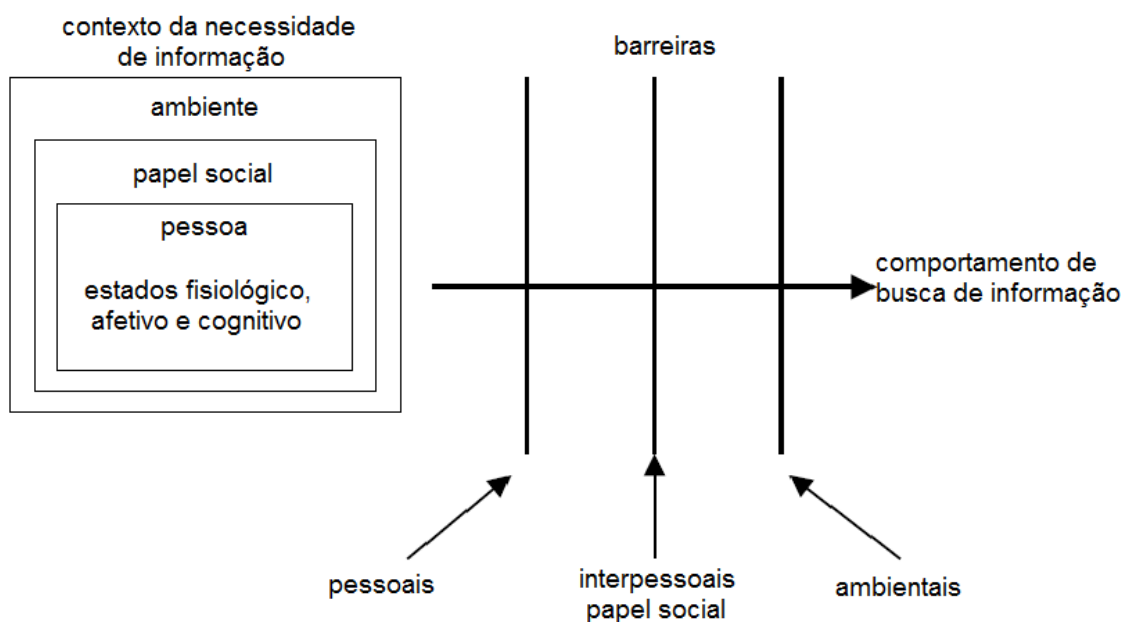 contexto da necessidade
de informação
barreiras
ambiente
papel social
pessoa
estados fisiológico,
afetivo e cognitivo
comportamento de
busca de informação
pessoais
interpessoais
papel social
ambientais